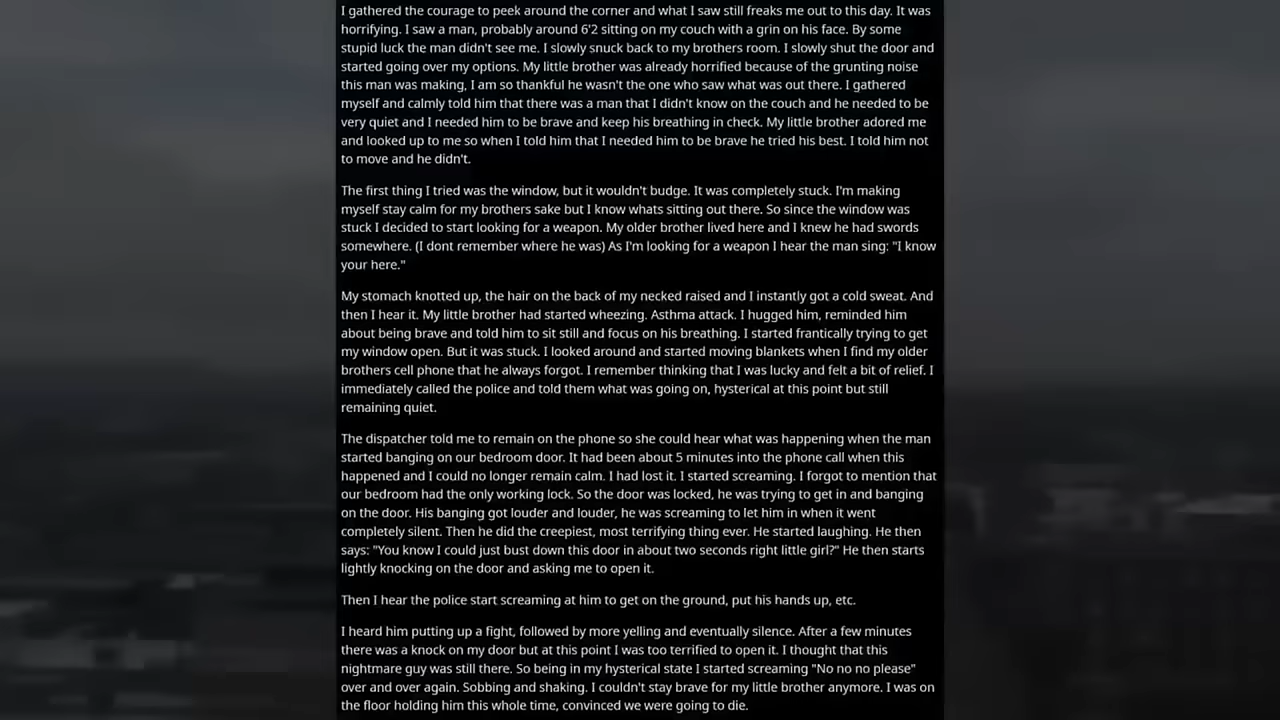 I gathered the courage to peek around the corner and what I saw still freaks me out to this day. It was
horrifying. I saw a man, probably around 6'2 sitting on my couch with a grin on his face. By some
stupid luck the man didn't see me. I slowly snuck back to my brothers room. I slowly shut the door and
started going over my options. My little brother was already horrified because of the grunting noise
this man was making, I am so thankful he wasn't the one who saw what was out there. I gathered
myself and calmly told him that there was a man that I didn't know on the couch and he needed to be
very quiet and I needed him to be brave and keep his breathing in check. My little brother adored me
and looked up to me so when I told him that I needed him to be brave he tried his best. I told him not
to move and he didn't.
The first thing I tried was the window, but it wouldn't budge. It was completely stuck. I'm making
myself stay calm for my brothers sake but I know whats sitting out there. So since the window was
stuck I decided to start looking for a weapon. My older brother lived here and I knew he had swords
somewhere. (I dont remember where he was) As I'm looking for a weapon I hear the man sing: "I know
your here."
My stomach knotted up, the hair on the back of my necked raised and I instantly got a cold sweat. And
then I hear it. My little brother had started wheezing. Asthma attack. I hugged him, reminded him
about being brave and told him to sit still and focus on his breathing. I started frantically trying to get
my window open. But it was stuck. I looked around and started moving blankets when I find my older
brothers cell phone that he always forgot. I remember thinking that I was lucky and felt a bit of relief. I
immediately called the police and told them what was going on, hysterical at this point but still
remaining quiet.
The dispatcher told me to remain on the phone so she could hear what was happening when the man
started banging on our bedroom door. It had been about 5 minutes into the phone call when this
happened and I could no longer remain calm. I had lost it. I started screaming. I forgot to mention that
our bedroom had the only working lock. So the door was locked, he was trying to get in and banging
on the door. His banging got louder and louder, he was screaming to let him in when it went
completely silent. Then he did the creepiest, most terrifying thing ever. He started laughing. He then
says: "You know I could just bust down this door in about two seconds right little girl?" He then starts
lightly knocking on the door and asking me to open it.
Then I hear the police start screaming at him to get on the ground, put his hands up, etc.
I heard him putting up a fight, followed by more yelling and eventually silence. After a few minutes
there was a knock on my door but at this point I was too terrified to open it. I thought that this
nightmare guy was still there. So being in my hysterical state I started screaming "No no no please"
over and over again. Sobbing and shaking. I couldn't stay brave for my little brother anymore. I was on
the floor holding him this whole time, convinced we were going to die.